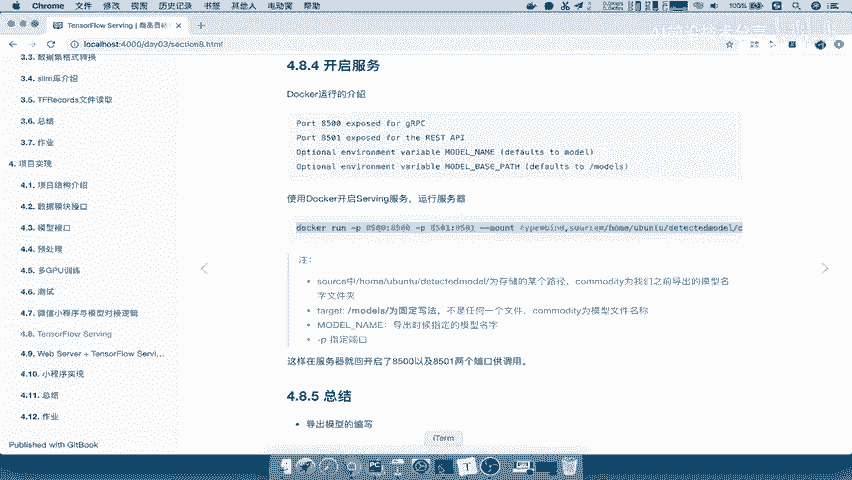 Chrome 文件 修改 视图 历史记录 书签 其他人 电动窗 帮助
100%
TensorFlow Serving | 商品目标
localhost:4000/day03/section8.html
3.3. 数据集格式转换
3.4. slim库介绍
3.5. TFRecords文件读取
3.6. 总结
3.7. 作业
4. 项目实现
4.1. 项目结构介绍
4.2. 数据模块接口
4.3. 模型接口
4.4. 预处理
4.5. 多GPU训练
4.6. 测试
4.7. 微信小程序与模型对接逻辑
4.8. TensorFlow Serving
4.9. Web Server + TensorFlow Servi...
4.10. 小程序实现
4.11. 总结
4.12. 作业
Published with GitBook
4.8.4 开启服务
Docker运行的介绍
Port 8500 exposed for gRPC
Port 8501 exposed for the REST API
Optional environment variable MODEL_NAME (defaults to model)
Optional environment variable MODEL_BASE_PATH (defaults to /models)
使用Docker开启Serving服务，运行服务器
docker run -p 8500:8500 -p 8501:8501 --mount type=bind,source=/home/ubuntu/detectedmodel/c
注：
source中/home/ubuntu/detectedmodel/为存储的某个路径，commodity为我们之前导出的模型名
字文件夹
target: /models/为固定写法，不是任何一个文件，commodity为模型文件名称
MODEL_NAME：导出时候指定的模型名字
-p 指定端口
这样在服务器就回开启了8500以及8501两个端口供调用。
4.8.5 总结
导出模型的编写
iTerm